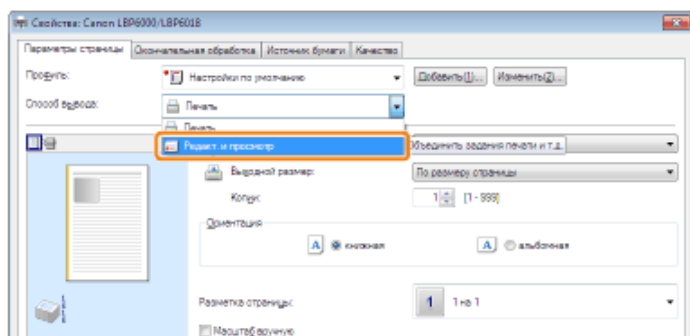 Свойства: Canon LBP6000/LBP6018
Параметры страницы Окончательная обработка Источник бумаги Качество
Профиль: Настройки по умолчанию Добавить(1)... Изменить(2)...
Способ вывода: Печать
Печать
Редакт. и просмотр Объединить задания печати и т.д.
Выходной размер: По размеру страницы
Копии: 1 [1 - 999]
Ориентация
A книжная A альбомная
Разметка страницы: 1 1 на 1
Масштаб вручную